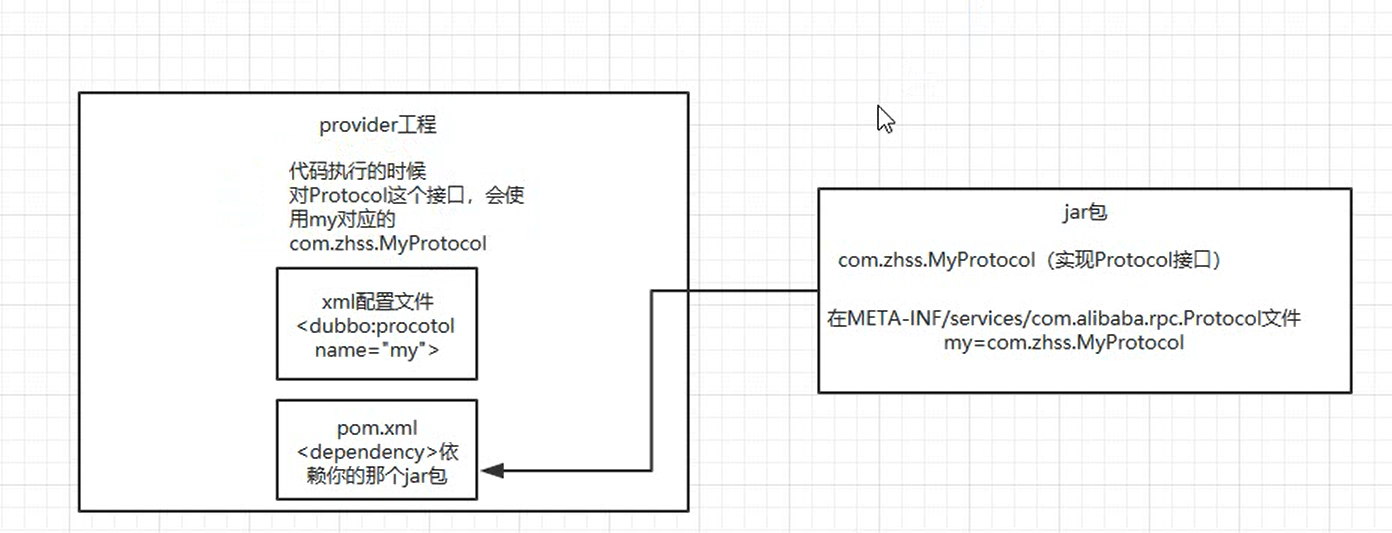 provider工程
代码执行的时候
对Protocol这个接口，会使
用my对应的
com.zhss.MyProtocol
xml配置文件
<dubbo:procotol
name="my">
pom.xml
<dependency>依
赖你的那个jar包
jar包
com.zhss.MyProtocol（实现Protocol接口）
在META-INF/services/com.alibaba.rpc.Protocol文件
my=com.zhss.MyProtocol